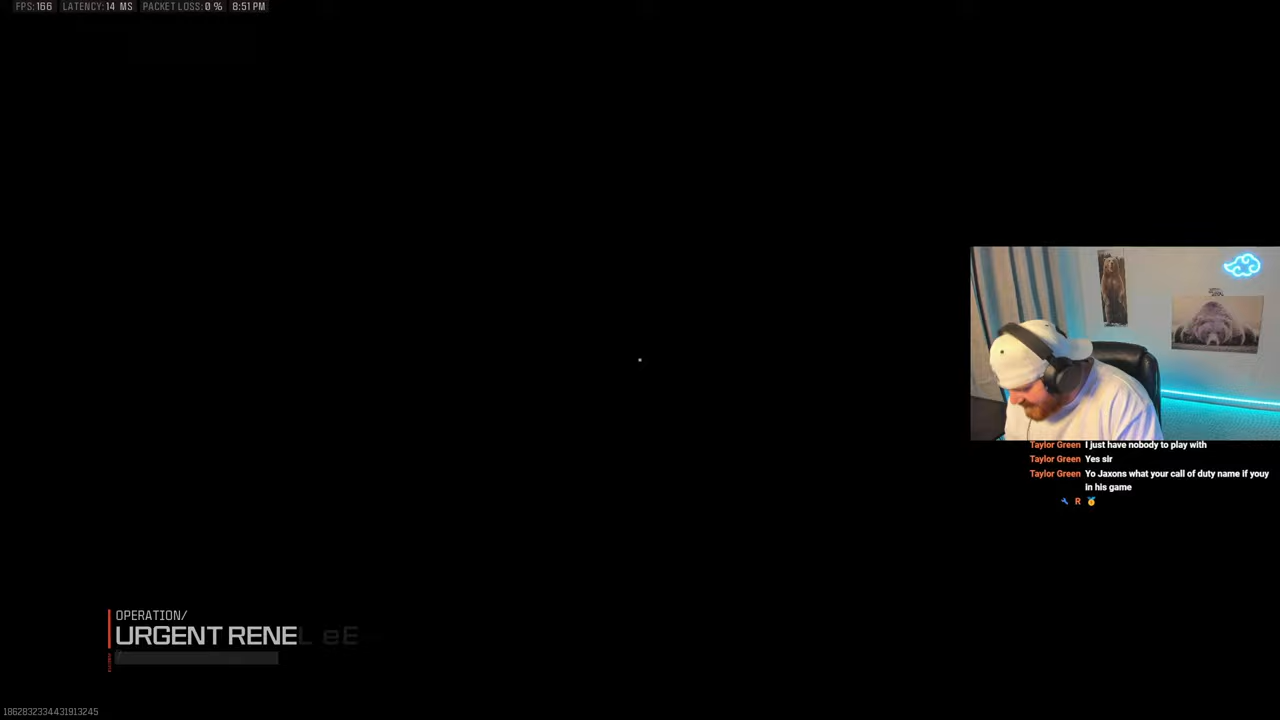 FPS:166 LATENCY:14 MS PACKET LOSS:0 % 8:51 PM
Taylor Green I just have nobody to play with
Taylor Green Yes sir
Taylor Green Yo Jaxons what your call of duty name if youy
in his game
R
OPERATION/
URGENT RENE
1862832334431913245